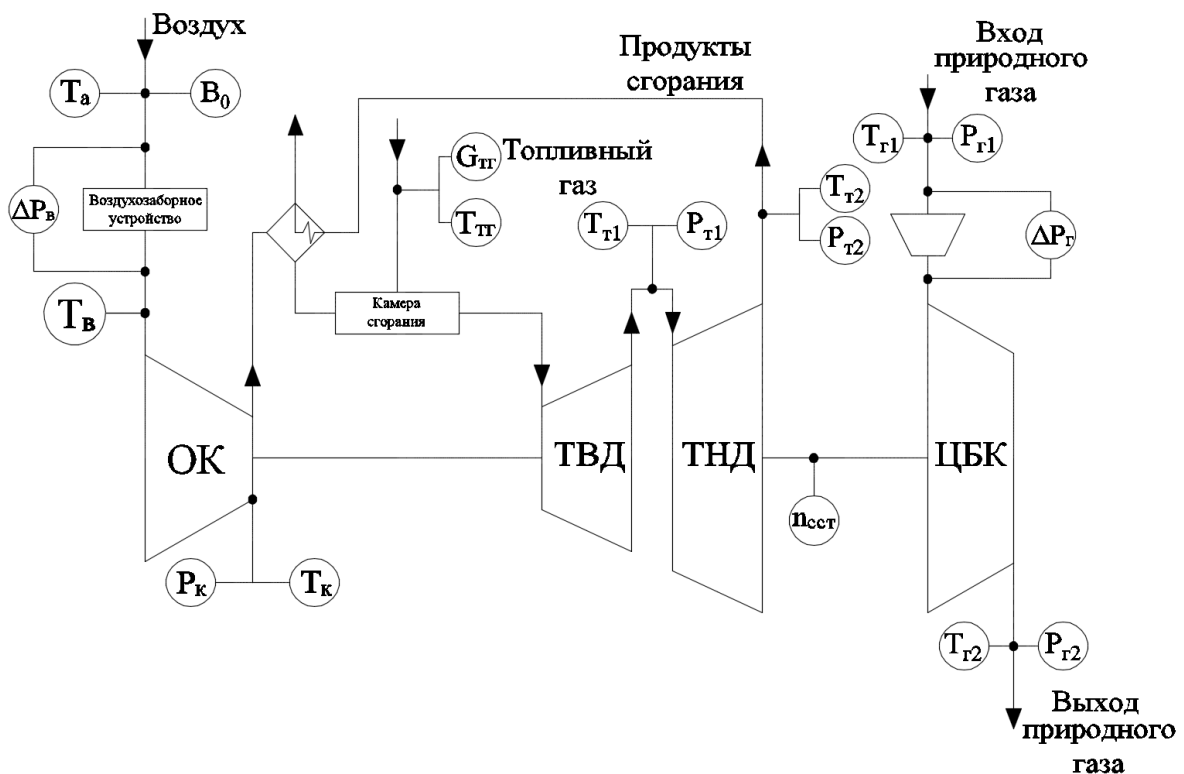 Воздух
Tа
B0
ΔPв
Воздухозаборное
устройство
Tв
Продукты
сгорания
Gтг
Tтг
Топливный
газ
Камера
сгорания
Tт1
Pт1
Tт2
Pт2
Вход
природного
газа
Tг1
Pг1
ΔPг
ОК
ТВД
ТНД
ЦБК
nсст
Pк
Tк
Tг2
Pг2
Выход
природного
газа